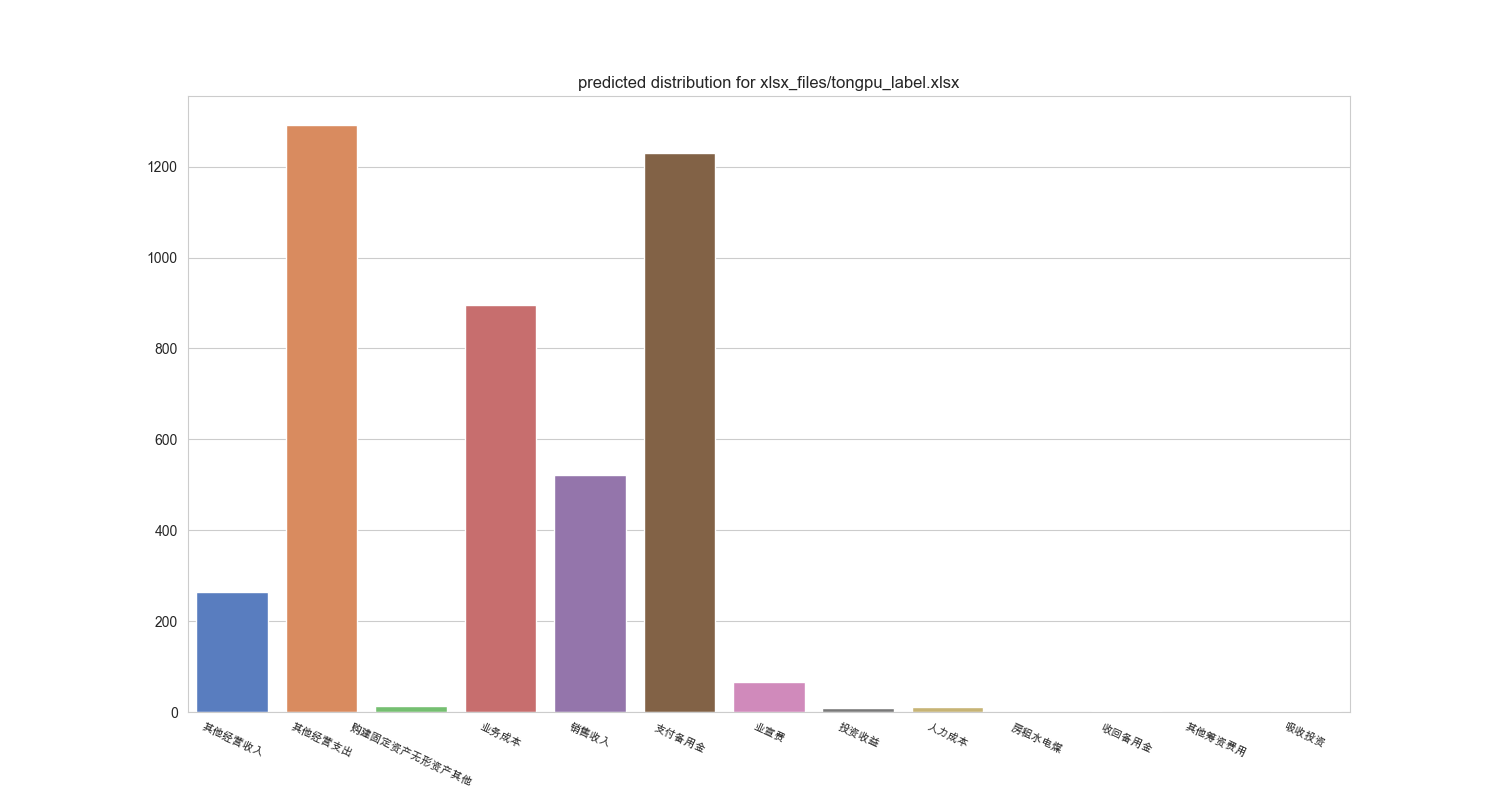 predicted distribution for xlsx_files/tongpu_label.xlsx
1200
1000
800
600
400
200
0
其他经营收入
其他经营支出
购建固定资产无形资产其他
业务成本
销售收入
支付备用金
业宣费
投资收益
人力成本
房租水电煤
收回备用金
其他筹资费用
吸收投资